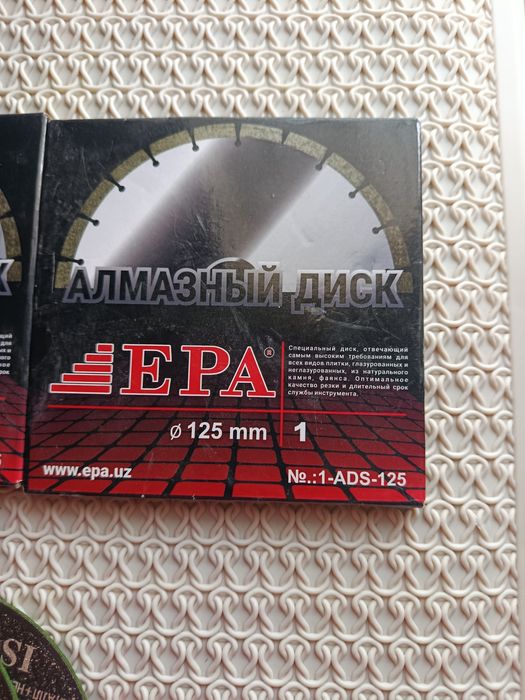 АЛМАЗНЫЙ ДИСК
EPA®
Специальный диск, отвечающий
самым высоким требованиям для
всех видов плитки, глазурованных и
неглазурованных, из натурального
камня, фаянса. Оптимальное
качество резки и длительный срок
службы инструмента.
ø 125 mm
1
www.epa.uz
№.:1-ADS-125